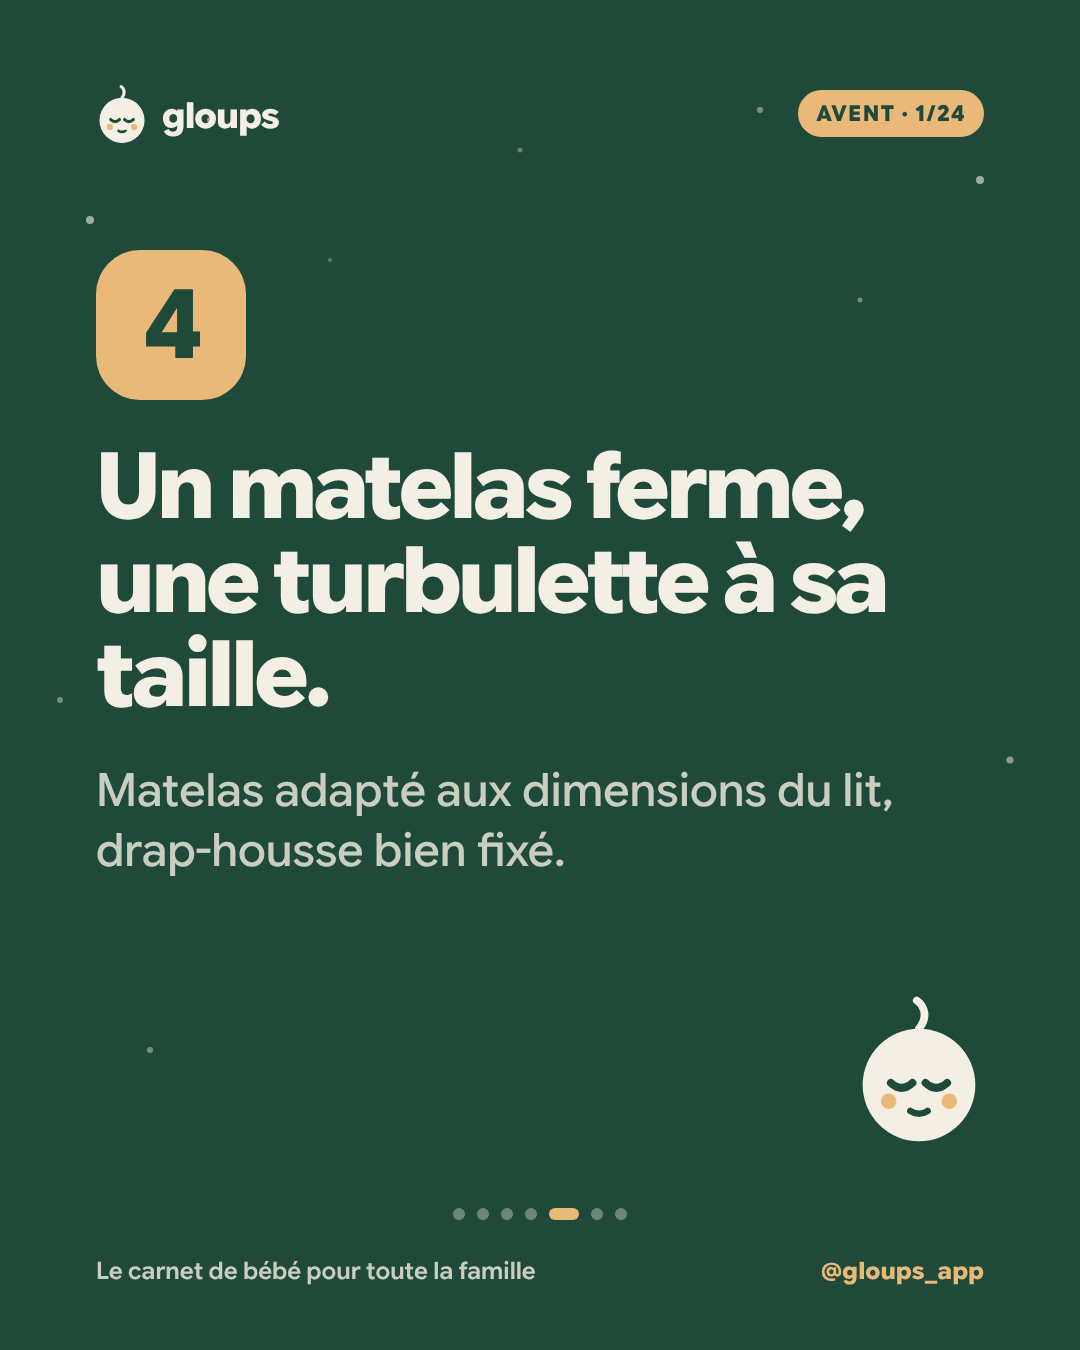 gloups
AVENT · 1/24
4
Un matelas ferme,
une turbulette à sa
taille.
Matelas adapté aux dimensions du lit,
drap-housse bien fixé.
Le carnet de bébé pour toute la famille
@gloups_app